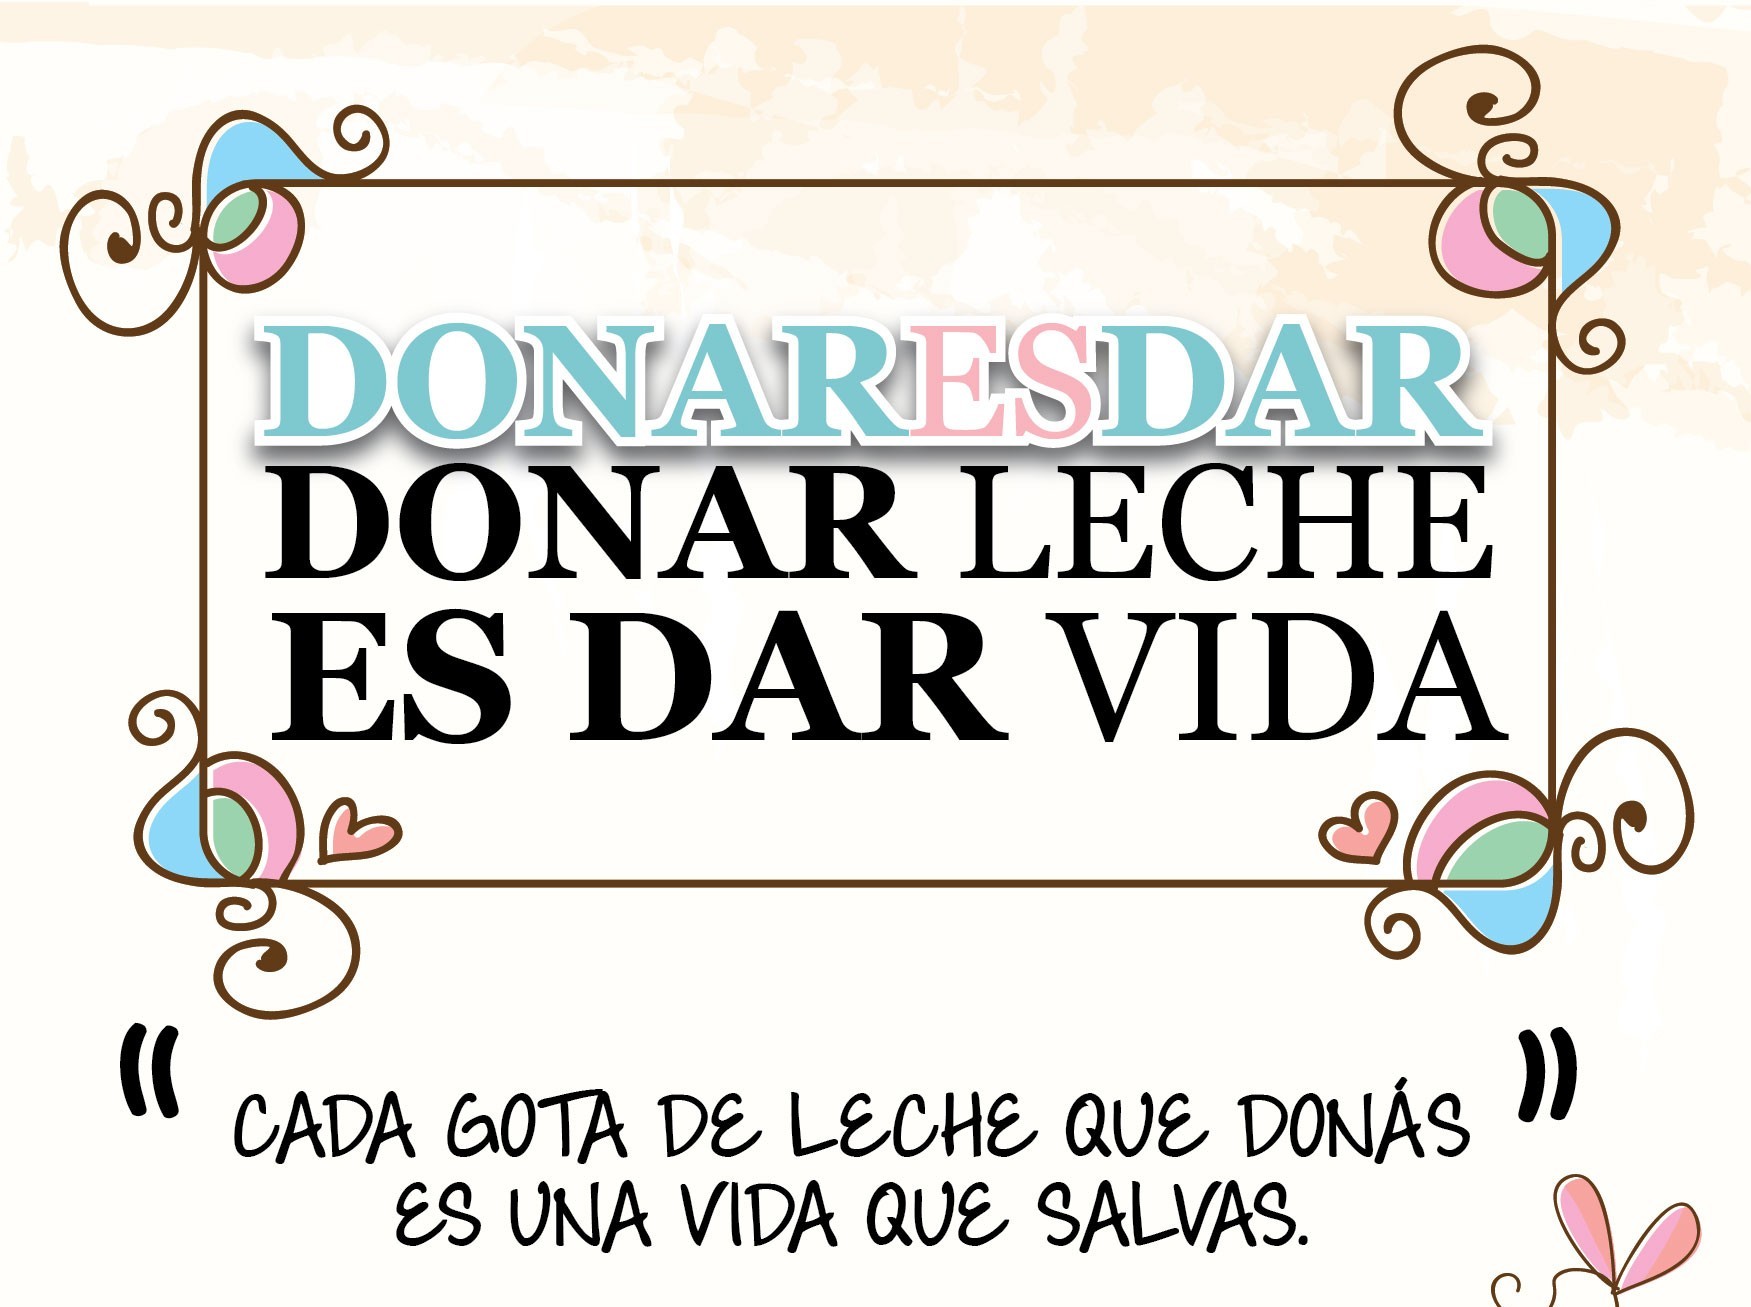 DONARESDAR
DONAR LECHE
ES DAR VIDA
" CADA GOTA DE LECHE QUE DONÁS "
ES UNA VIDA QUE SALVAS.